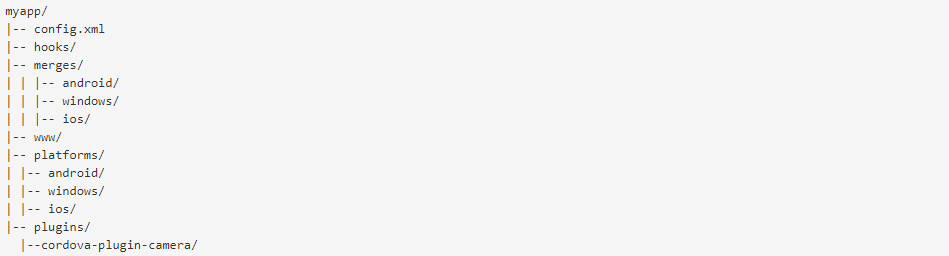 myapp/
|-- config.xml
|-- hooks/
|-- merges/
| | |-- android/
| | |-- windows/
| | |-- ios/
|-- www/
|-- platforms/
| |-- android/
| |-- windows/
| |-- ios/
|-- plugins/
  |--cordova-plugin-camera/